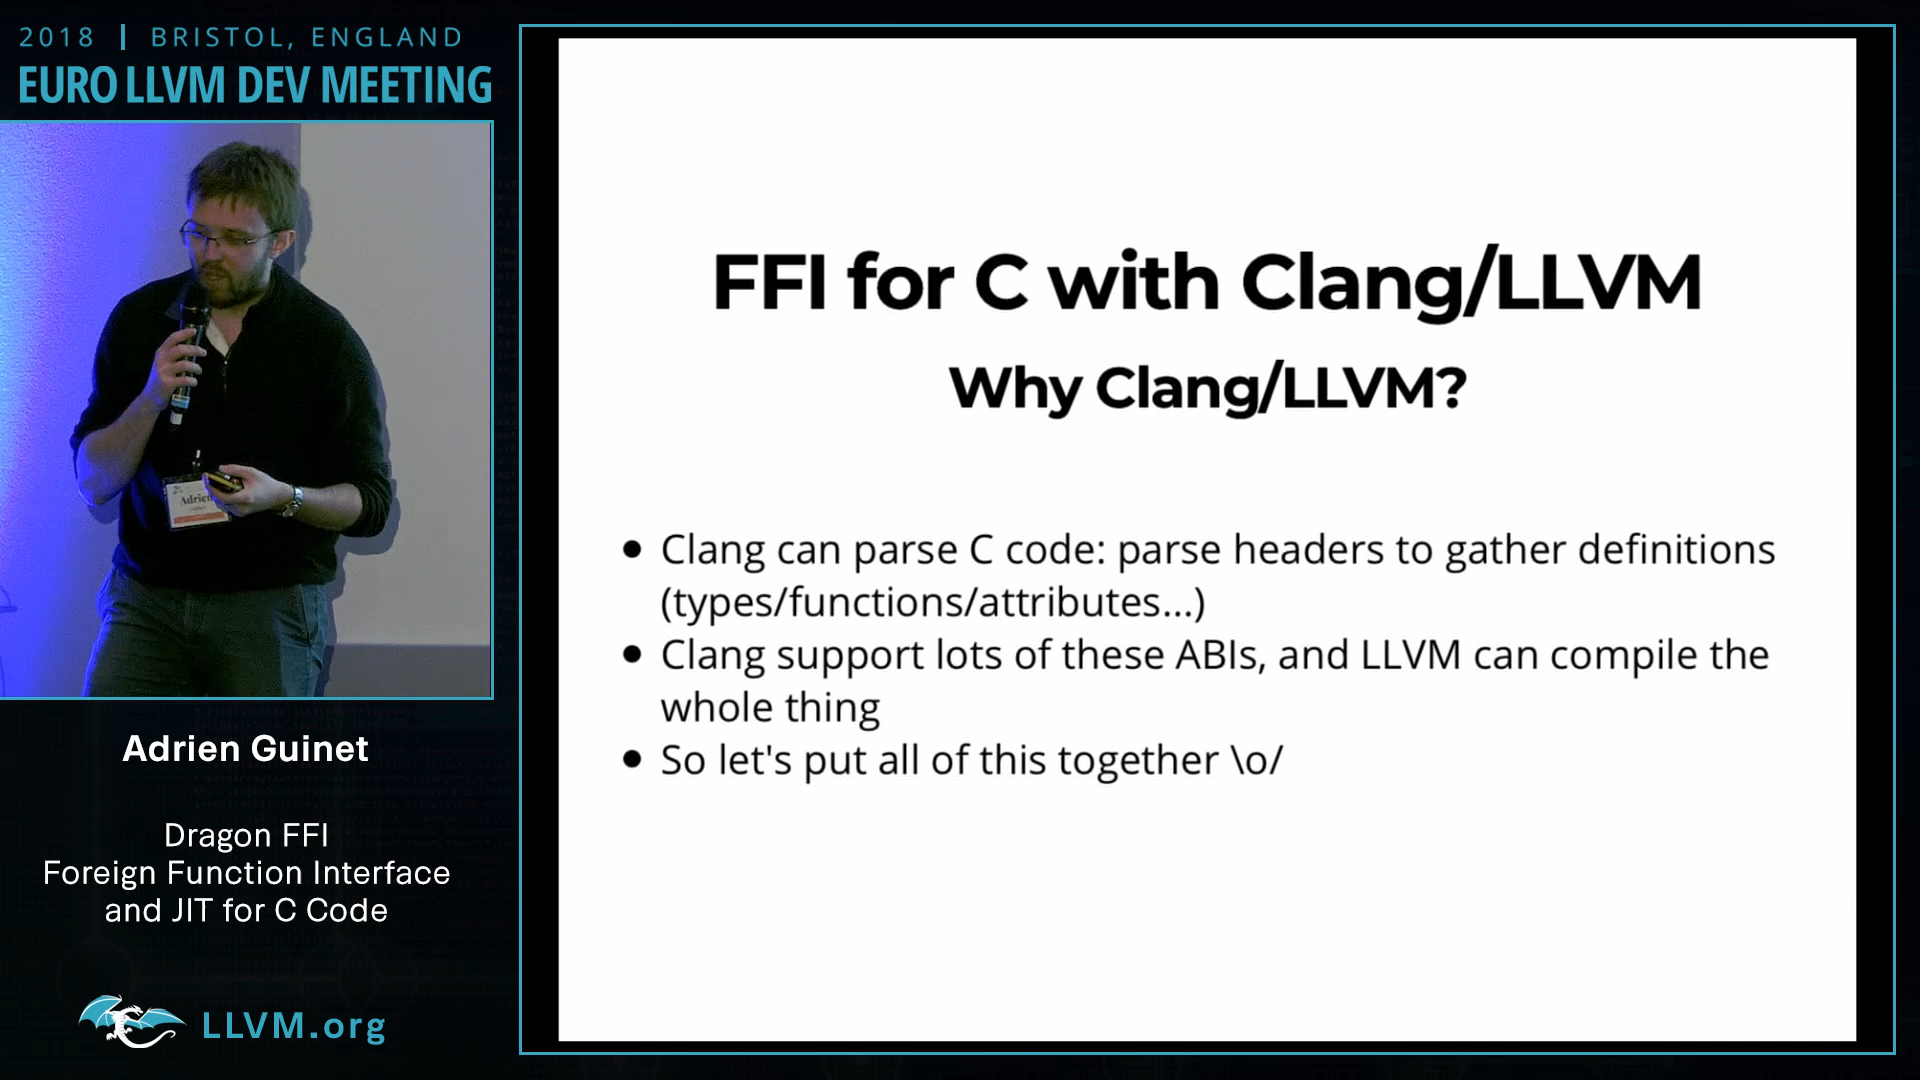 2018 | BRISTOL, ENGLAND
EURO LLVM DEV MEETING
Adrien
Adrien Guinet
Dragon FFI
Foreign Function Interface
and JIT for C Code
LLVM.org
FFI for C with Clang/LLVM
Why Clang/LLVM?
• Clang can parse C code: parse headers to gather definitions
(types/functions/attributes...)
• Clang support lots of these ABIs, and LLVM can compile the
whole thing
• So let's put all of this together \o/